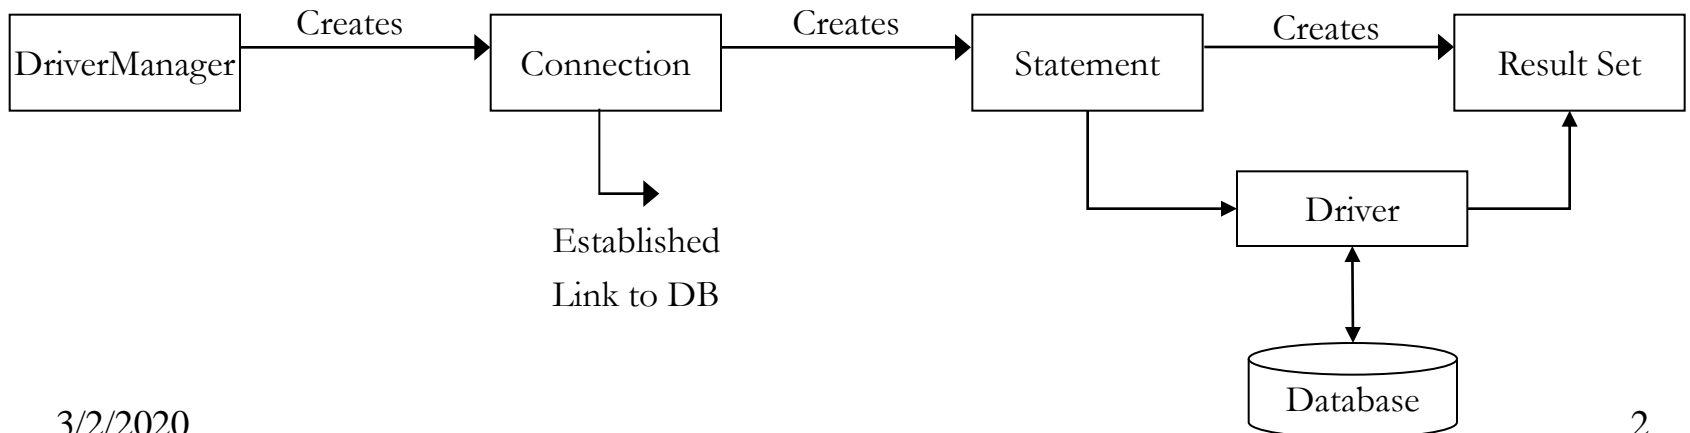 Creates
Creates
Creates
DriverManager
Connection
Statement
Result Set
Driver
Established
Link to DB
Database
3/2/2020
2